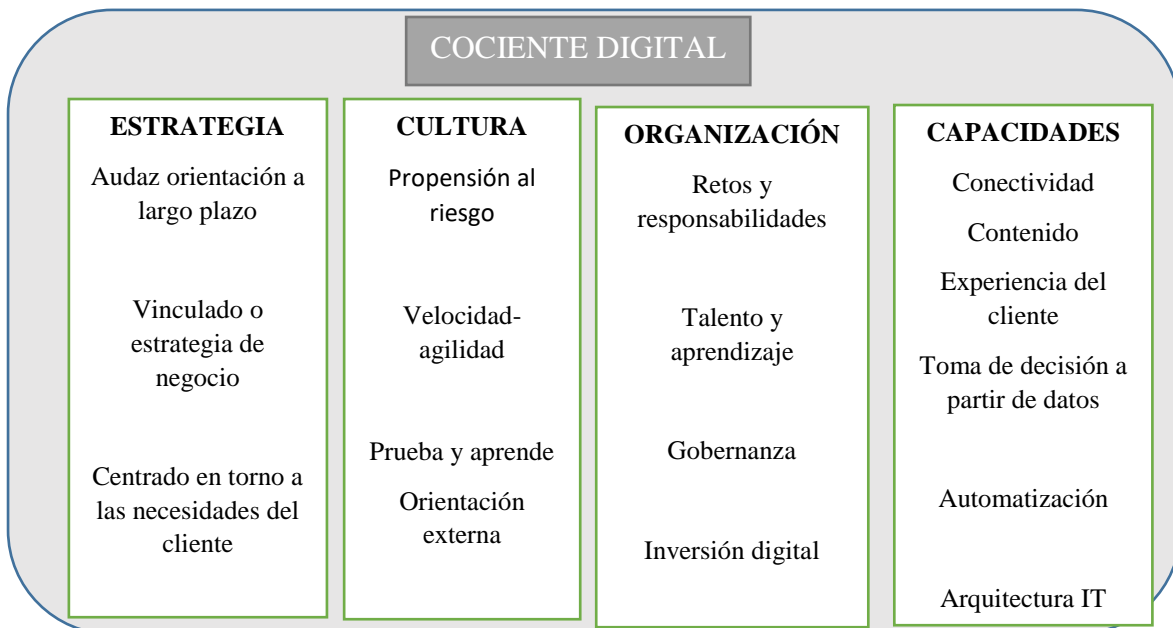 COCIENTE DIGITAL
ESTRATEGIA
Audaz orientación a
largo plazo
Vinculado o
estrategia de
negocio
Centrado en torno a
las necesidades del
cliente
CULTURA
Propensión al
riesgo
Velocidad-
agilidad
Prueba y aprende
Orientación
externa
ORGANIZACIÓN
Retos y
responsabilidades
Talento y
aprendizaje
Gobernanza
Inversión digital
CAPACIDADES
Conectividad
Contenido
Experiencia del
cliente
Toma de decisión a
partir de datos
Automatización
Arquitectura IT